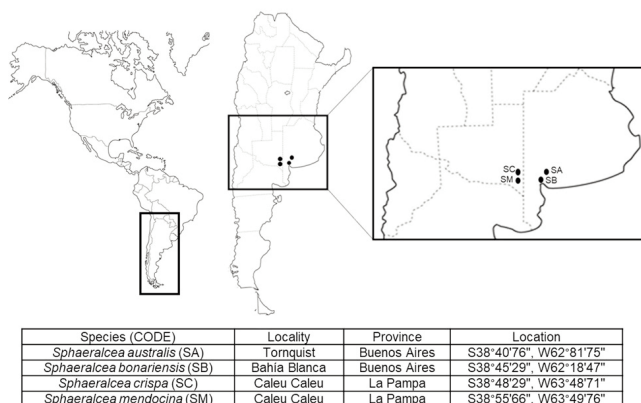 SC
SA
SM
SB
Species (CODE) Locality Province Location
Sphaeralcea australis (SA) Tornquist Buenos Aires S38°40'76", W62°81'75"
Sphaeralcea bonariensis (SB) Bahía Blanca Buenos Aires S38°45'29", W62°18'47"
Sphaeralcea crispa (SC) Caleu Caleu La Pampa S38°48'29", W63°48'71"
Sphaeralcea mendocina (SM) Caleu Caleu La Pampa S38°55'66", W63°49'76"